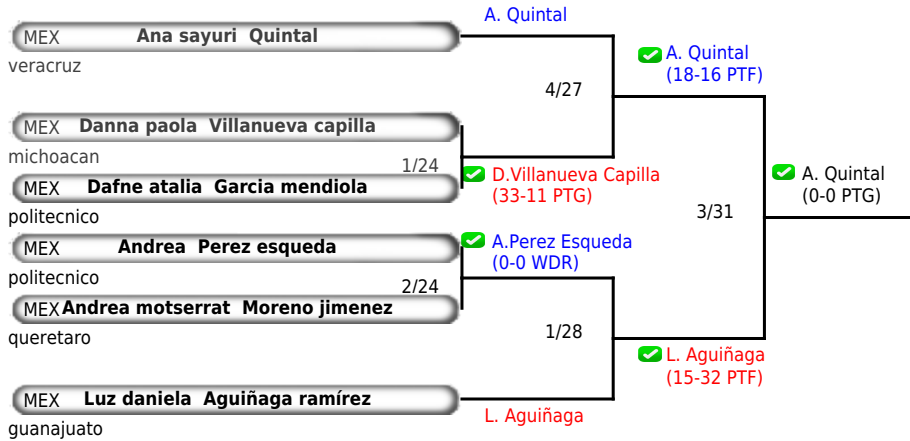 A. Quintal
MEX Ana sayuri Quintal
veracruz
A. Quintal
(18-16 PTF)
4/27
MEX Danna paola Villanueva capilla
michoacan
1/24
D.Villanueva Capilla
(33-11 PTG)
MEX Dafne atalia Garcia mendiola
politecnico
A. Quintal
(0-0 PTG)
3/31
MEX Andrea Perez esqueda
politecnico
A.Perez Esqueda
(0-0 WDR)
2/24
MEX Andrea motserrat Moreno jimenez
queretaro
1/28
L. Aguiñaga
(15-32 PTF)
MEX Luz daniela Aguiñaga ramírez
guanajuato
L. Aguiñaga